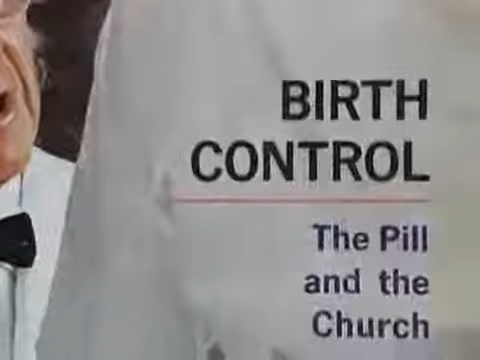 BIRTH
CONTROL
The Pill
and the
Church